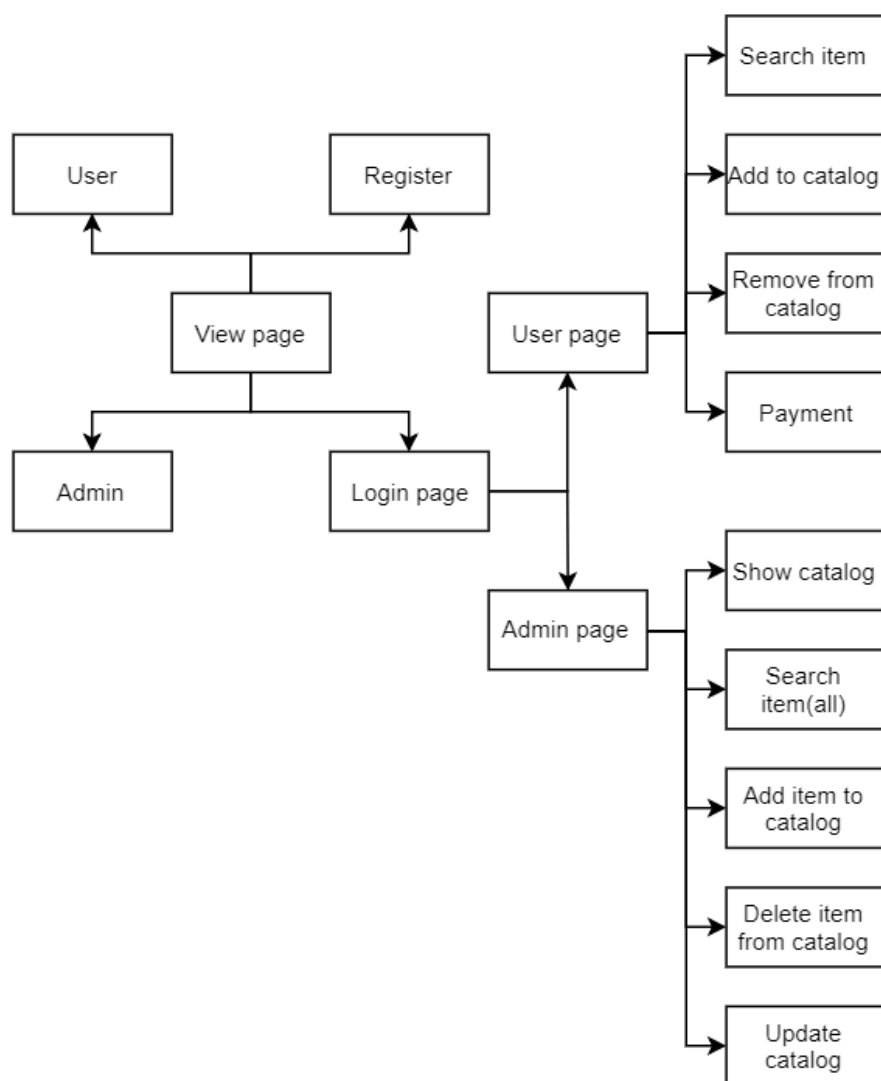 Search item
User
Register
Add to catalog
View page
User page
Remove from
catalog
Payment
Admin
Login page
Show catalog
Admin page
Search
item(all)
Add item to
catalog
Delete item
from catalog
Update
catalog